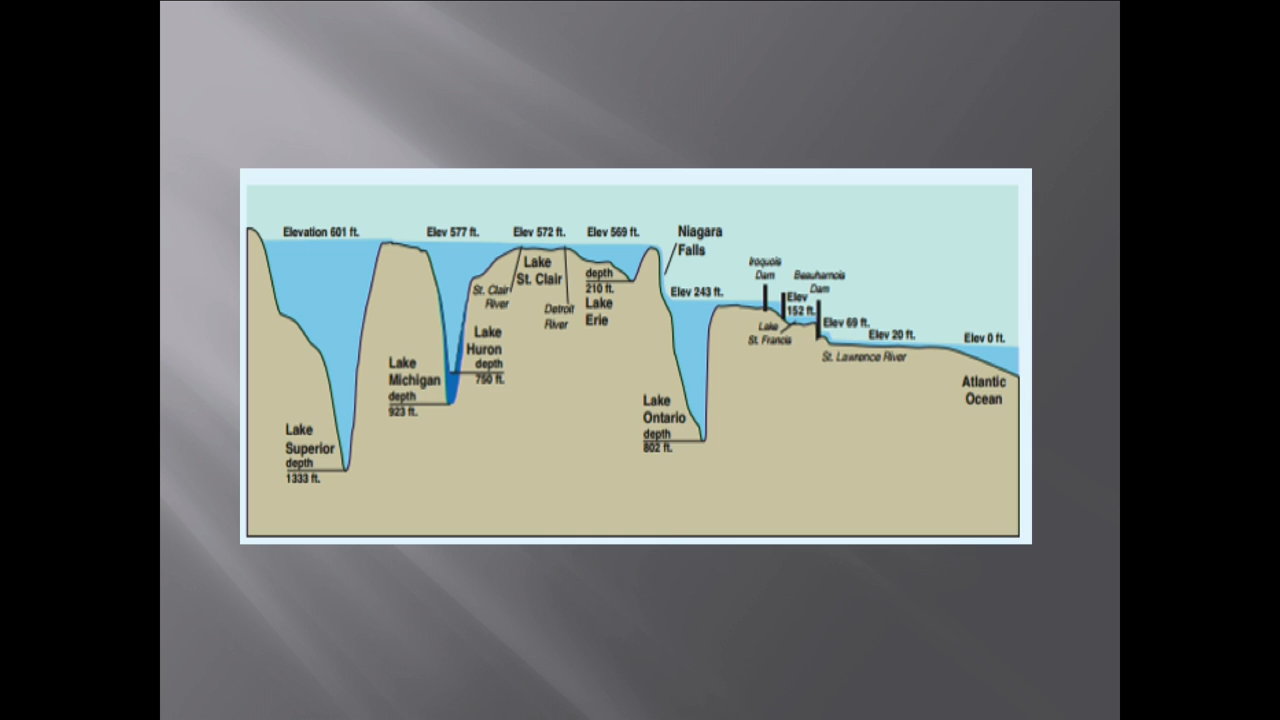 Elevation 601 ft.
Elev 577 ft.
Elev 572 ft.
Elev 569 ft.
Niagara
Falls
Lake
St. Clair
St. Clair
River
Detroit
River
depth
210 ft.
Lake
Erie
Elev 243 ft.
Iroquois
Dam
Beauharnois
Dam
Elev
152 ft.
Lake
St. Francis
Elev 69 ft.
Elev 20 ft.
Elev 0 ft.
St. Lawrence River
Atlantic
Ocean
Lake
Huron
depth
750 ft.
Lake
Michigan
depth
923 ft.
Lake
Ontario
depth
802 ft.
Lake
Superior
depth
1333 ft.